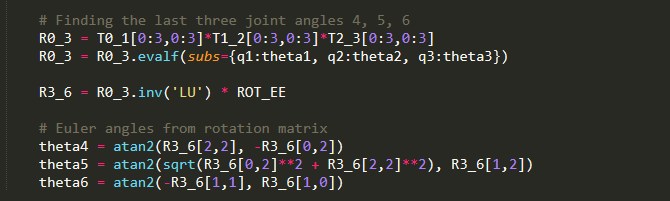 # Finding the last three joint angles 4, 5, 6
R0_3 = T0_1[0:3,0:3]*T1_2[0:3,0:3]*T2_3[0:3,0:3]
R0_3 = R0_3.evalf(subs={q1:theta1, q2:theta2, q3:theta3})
R3_6 = R0_3.inv('LU') * ROT_EE
# Euler angles from rotation matrix
theta4 = atan2(R3_6[2,2], -R3_6[0,2])
theta5 = atan2(sqrt(R3_6[0,2]**2 + R3_6[2,2]**2), R3_6[1,2])
theta6 = atan2(-R3_6[1,1], R3_6[1,0])